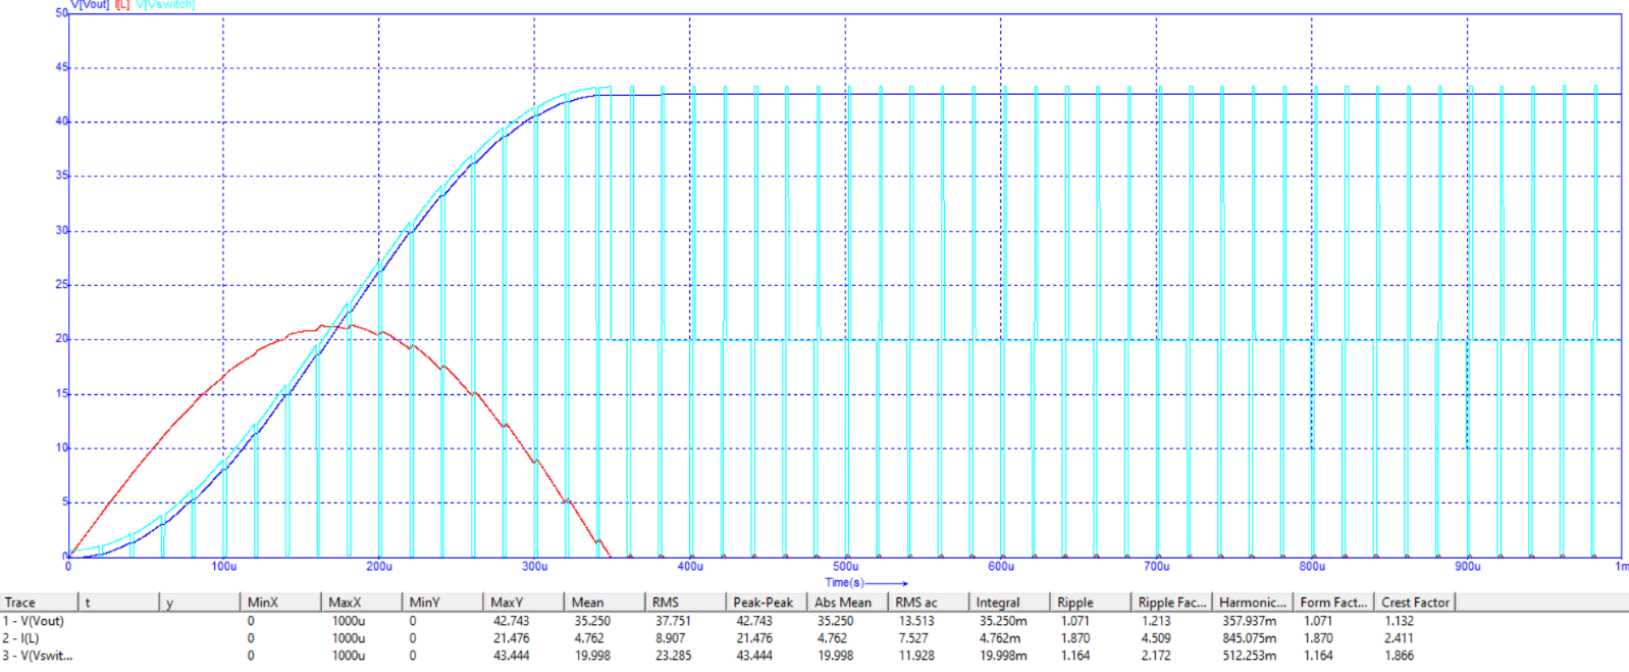 V[Vout] I[L] V[Vswitch]
50
45
40
35
30
25
20
15
10
5
0
0 100u 200u 300u 400u 500u 600u 700u 800u 900u 1m
Time(s)
Trace t y MinX MaxX MinY MaxY Mean RMS Peak-Peak Abs Mean RMS ac Integral Ripple Ripple Fac... Harmonic... Form Fact... Crest Factor
1 - V(Vout) 0 1000u 0 42.743 35.250 37.751 42.743 35.250 13.513 35.250m 1.071 1.213 357.937m 1.071 1.132
2 - I(L) 0 1000u 0 21.476 4.762 8.907 21.476 4.762 7.527 4.762m 1.870 4.509 845.075m 1.870 2.411
3 - V(Vswit... 0 1000u 0 43.444 19.998 23.285 43.444 19.998 11.928 19.998m 1.164 2.172 512.253m 1.164 1.866